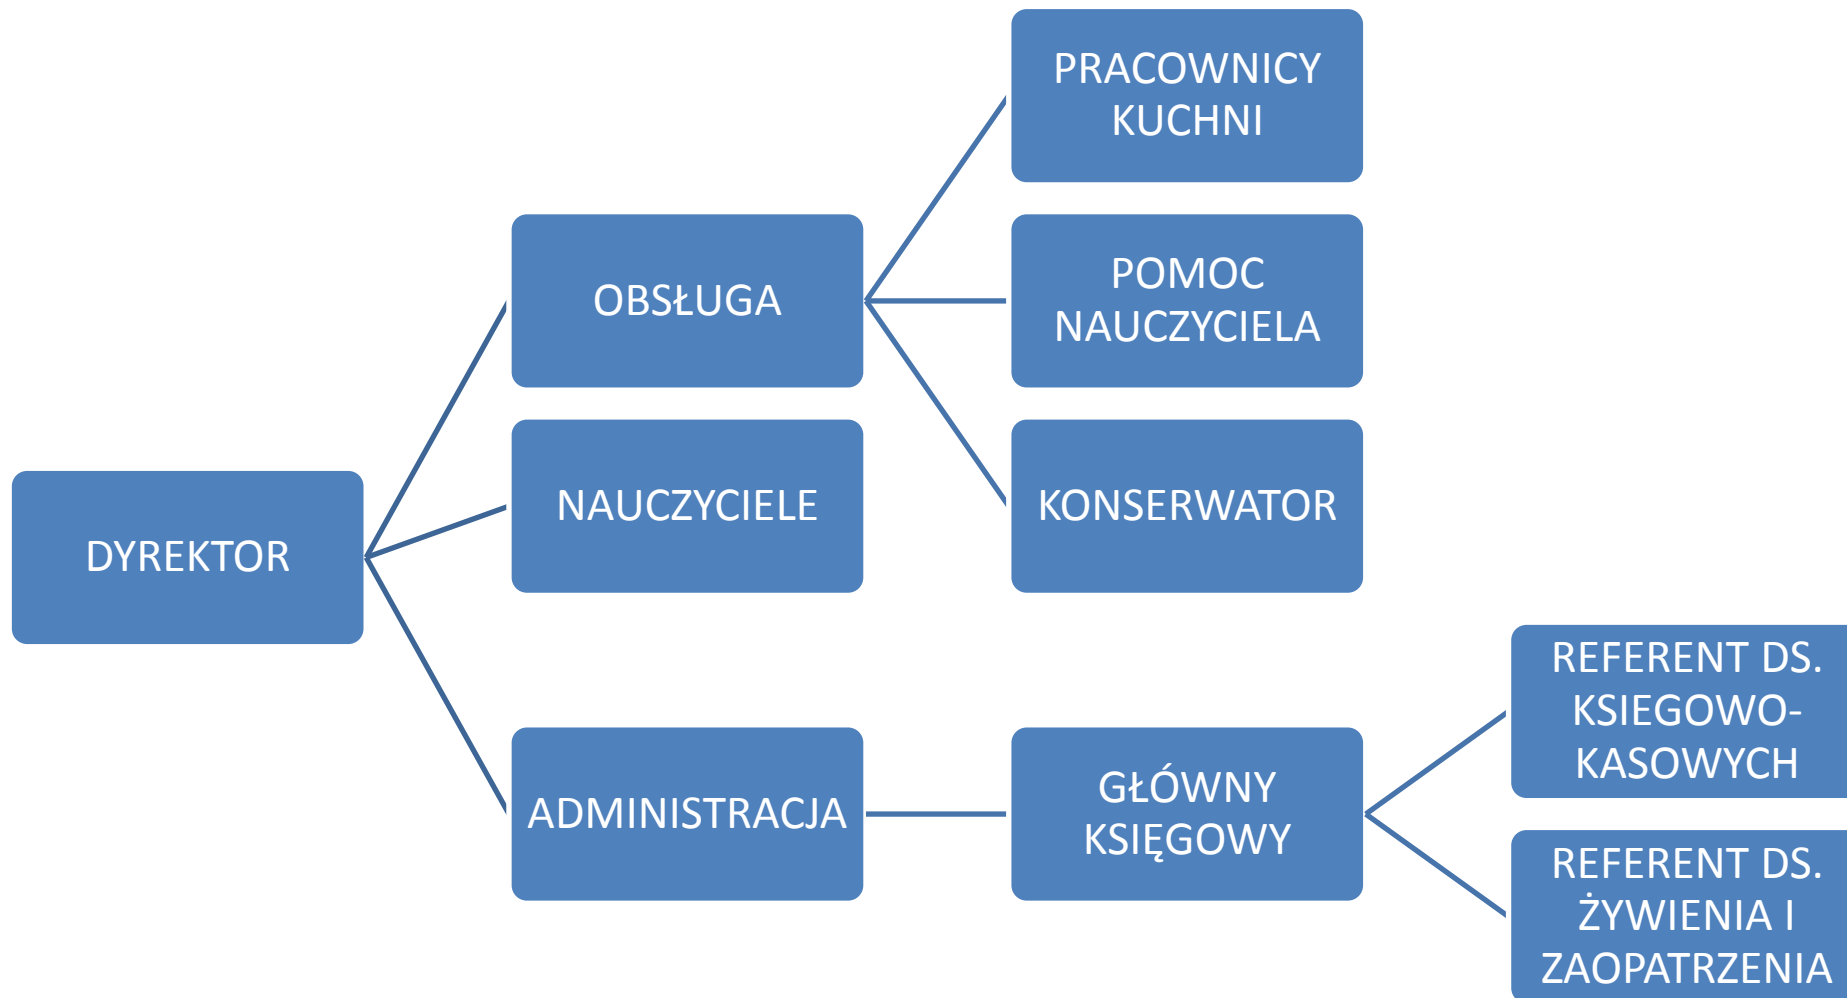 PRACOWNICY
KUCHNI
OBSŁUGA
POMOC
NAUCZYCIELA
NAUCZYCIELE
KONSERWATOR
DYREKTOR
ADMINISTRACJA
GŁÓWNY
KSIĘGOWY
REFERENT DS.
KSIEGOWO-
KASOWYCH
REFERENT DS.
ŻYWIENIA I
ZAOPATRZENIA